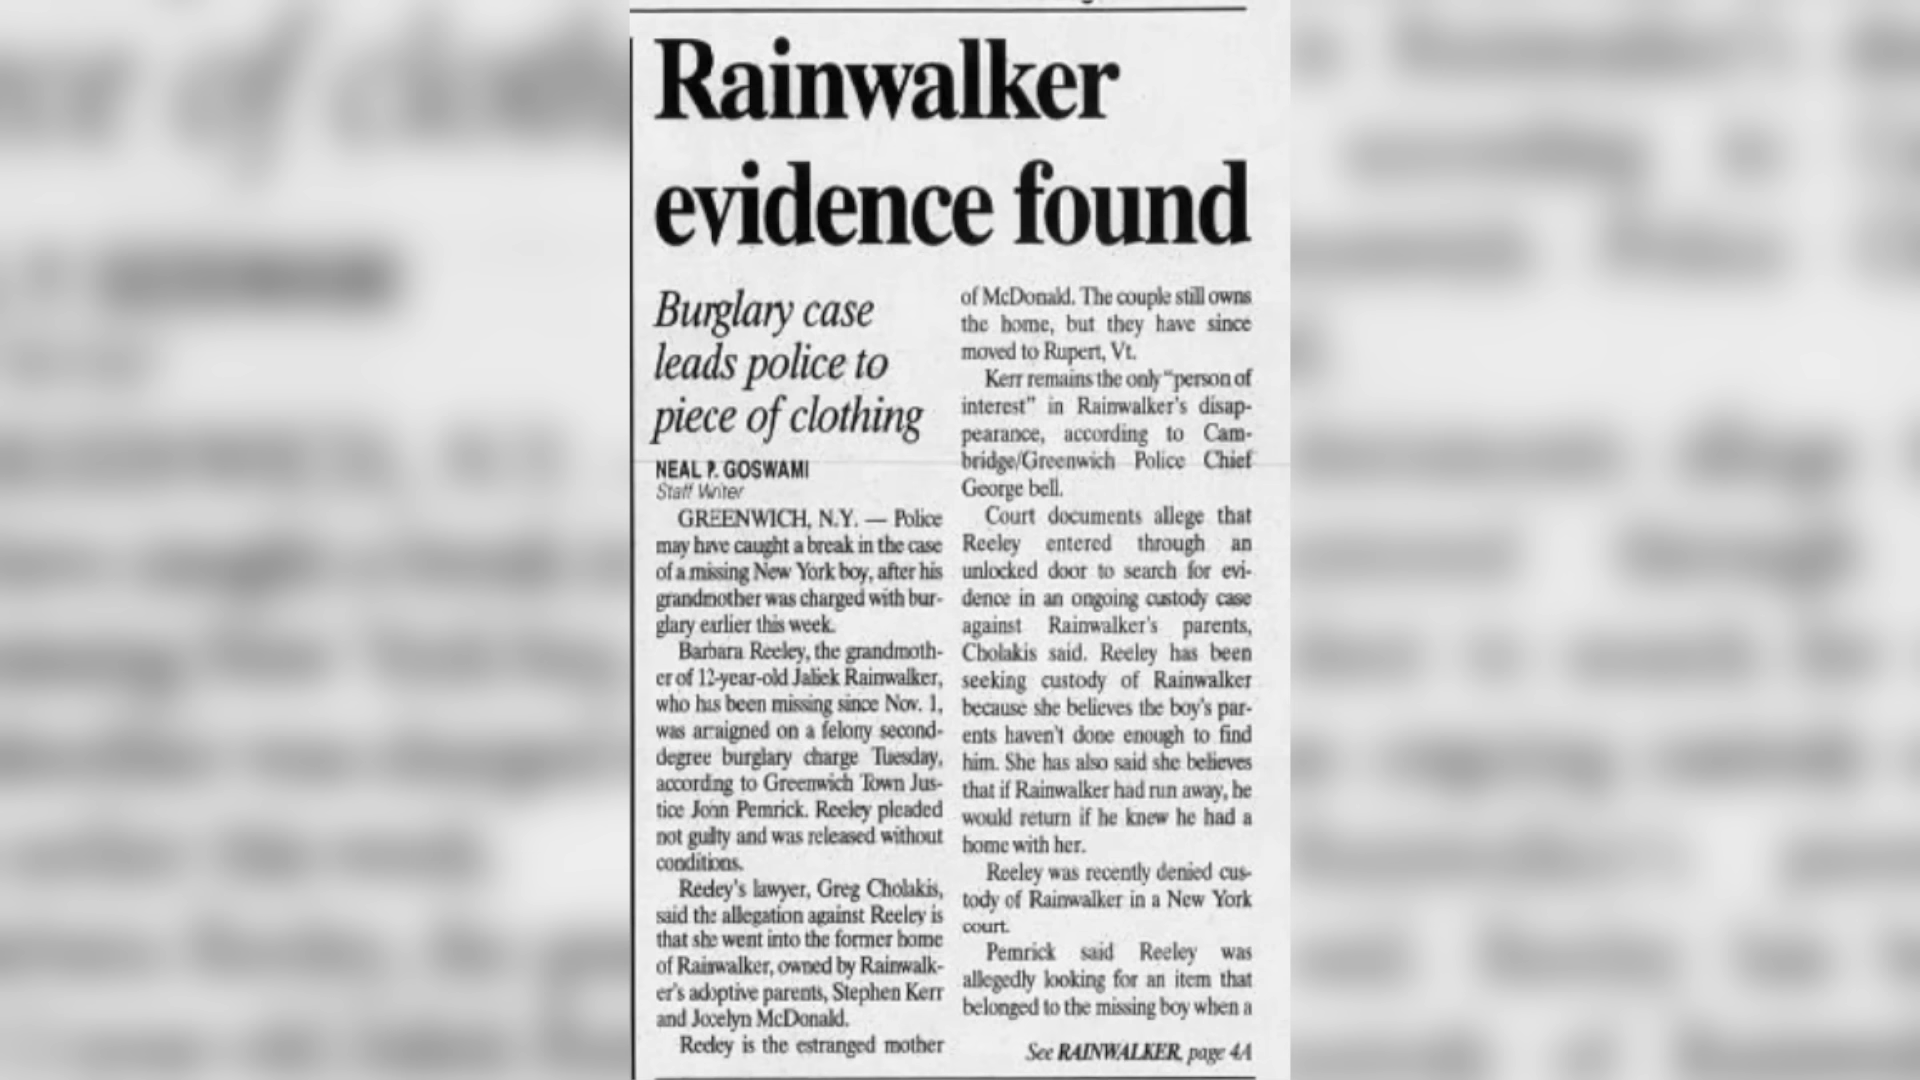 Rainwalker
evidence found
Burglary case
leads police to
piece of clothing
NEAL P. GOSWAMI
Staff Writer
GREENWICH, N.Y. — Police
may have caught a break in the case
of a missing New York boy, after his
grandmother was charged with bur-
glary earlier this week.
Barbara Reeley, the grandmoth-
er of 12-year-old Jaliek Rainwalker,
who has been missing since Nov. 1,
was arraigned on a felony second-
degree burglary charge Tuesday,
according to Greenwich Town Jus-
tice John Pemrick. Reeley pleaded
not guilty and was released without
conditions.
Reeley's lawyer, Greg Cholakis,
said the allegation against Reeley is
that she went into the former home
of Rainwalker, owned by Rainwalk-
er's adoptive parents, Stephen Kerr
and Jocelyn McDonald.
Reeley is the estranged mother
of McDonald. The couple still owns
the home, but they have since
moved to Rupert, Vt.
Kerr remains the only "person of
interest" in Rainwalker's disap-
pearance, according to Cam-
bridge/Greenwich Police Chief
George bell.
Court documents allege that
Reeley entered through an
unlocked door to search for evi-
dence in an ongoing custody case
against Rainwalker's parents,
Cholakis said. Reeley has been
seeking custody of Rainwalker
because she believes the boy's par-
ents haven't done enough to find
him. She has also said she believes
that if Rainwalker had run away, he
would return if he knew he had a
home with her.
Reeley was recently denied cus-
tody of Rainwalker in a New York
court.
Pemrick said Reeley was
allegedly looking for an item that
belonged to the missing boy when a
See RAINWALKER, page 4A